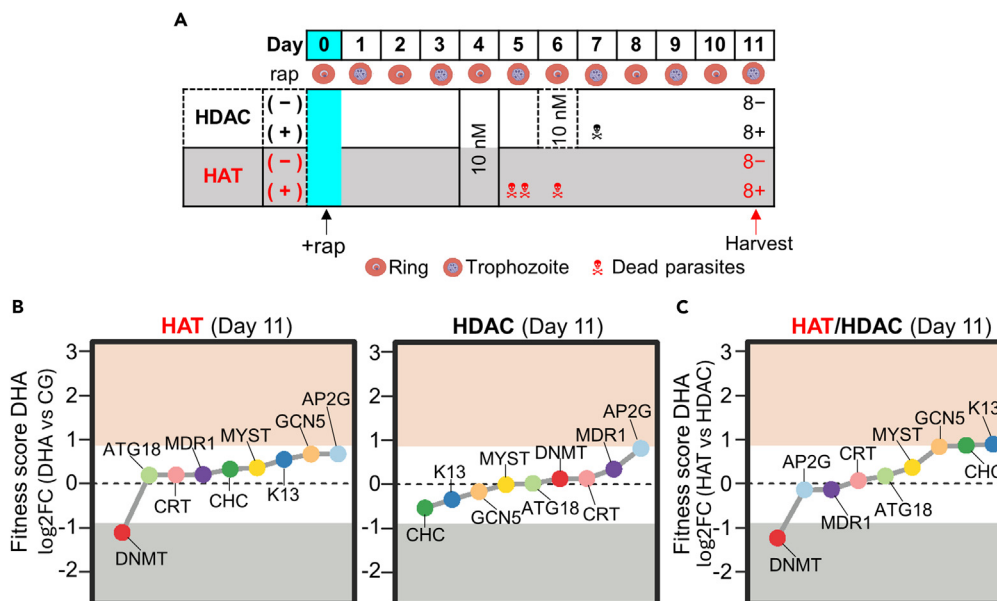 A
Day 0 1 2 3 4 5 6 7 8 9 10 11
rap
HDAC
( − ) 8−
( + ) 8+
HAT
( − ) 8−
( + ) 8+
10 nM
10 nM
+rap
Harvest
Ring
Trophozoite
Dead parasites
B
HAT (Day 11)
Fitness score DHA
log2FC (DHA vs CG)
3
2
1
0
-1
-2
DNMT
ATG18
CRT
MDR1
CHC
MYST
K13
GCN5
AP2G
HDAC (Day 11)
3
2
1
0
-1
-2
CHC
K13
GCN5
MYST
ATG18
DNMT
CRT
MDR1
AP2G
C
HAT/HDAC (Day 11)
Fitness score DHA
log2FC (HAT vs HDAC)
3
2
1
0
-1
-2
DNMT
AP2G
MDR1
CRT
ATG18
MYST
GCN5
CHC
K13